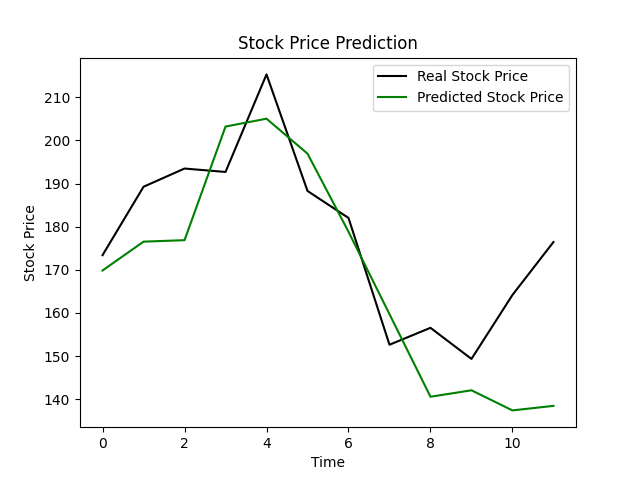 Stock Price Prediction
Real Stock Price
Predicted Stock Price
210
200
190
180
170
160
150
140
Stock Price
0 2 4 6 8 10
Time